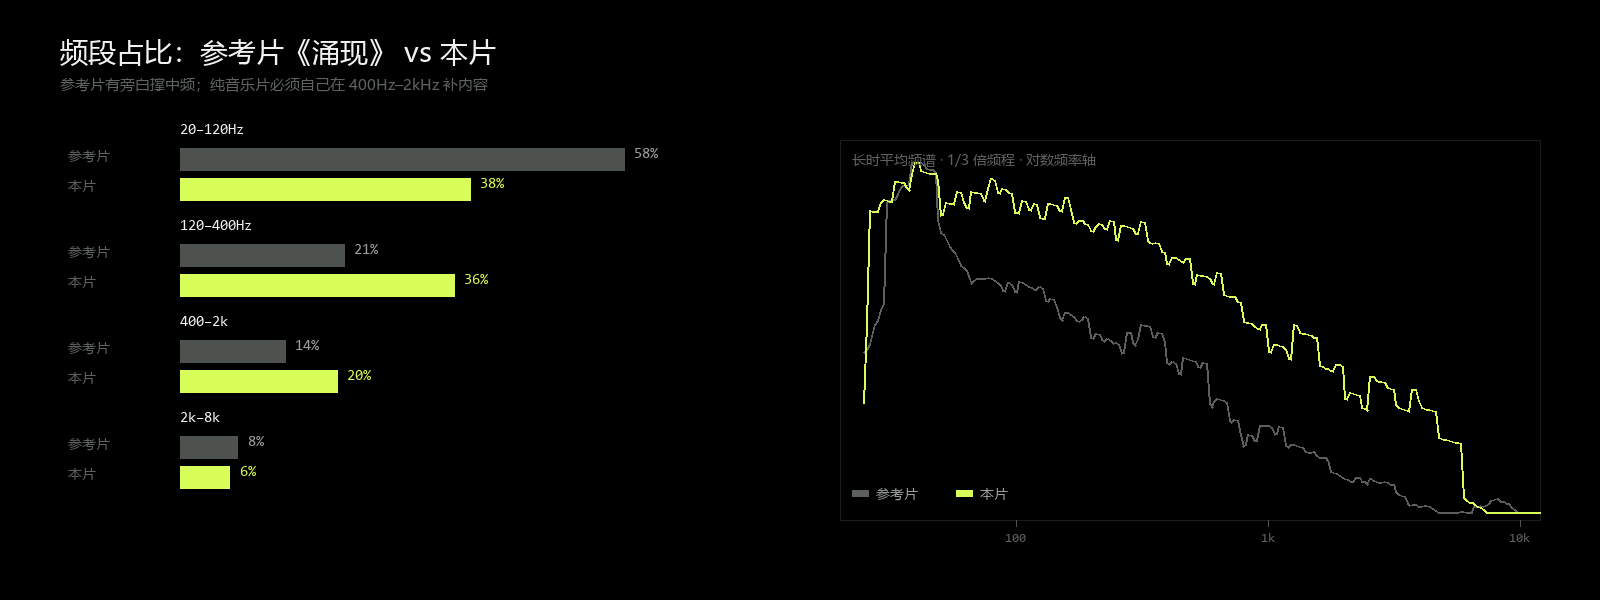 频段占比：参考片《涌现》 vs 本片
参考片有旁白撑中频；纯音乐片必须自己在 400Hz–2kHz 补内容
20–120Hz
参考片 58%
本片 38%
120–400Hz
参考片 21%
本片 36%
400–2k
参考片 14%
本片 20%
2k–8k
参考片 8%
本片 6%
长时平均频谱 · 1/3 倍频程 · 对数频率轴
参考片 本片
100 1k 10k